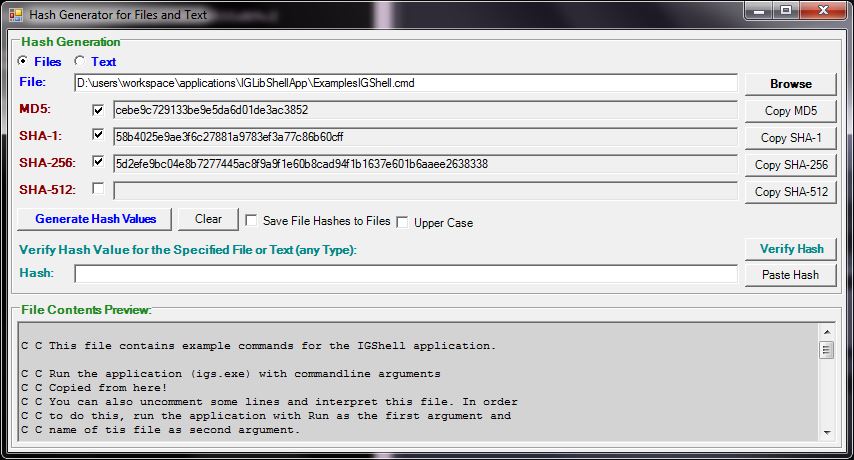 Hash Generator for Files and Text
Hash Generation
Files Text
File: D:\users\workspace\applications\IGLibShellApp\ExamplesIGShell.cmd Browse
MD5: cebe9c729133be9e5da6d01de3ac3852 Copy MD5
SHA-1: 58b4025e9ae3f6c27881a9783ef3a77c86b60cff Copy SHA-1
SHA-256: 5d2efe9bc04e8b7277445ac8f9a9f1e60b8cad94f1b1637e601b6aaee2638338 Copy SHA-256
SHA-512: Copy SHA-512
Generate Hash Values Clear Save File Hashes to Files Upper Case
Verify Hash Value for the Specified File or Text (any Type): Verify Hash
Hash: Paste Hash
File Contents Preview:
C C This file contains example commands for the IGShell application.
C C Run the application (igs.exe) with commandline arguments
C C Copied from here!
C C You can also uncomment some lines and interpret this file. In order
C C to do this, run the application with Run as the first argument and
C C name of tis file as second argument.